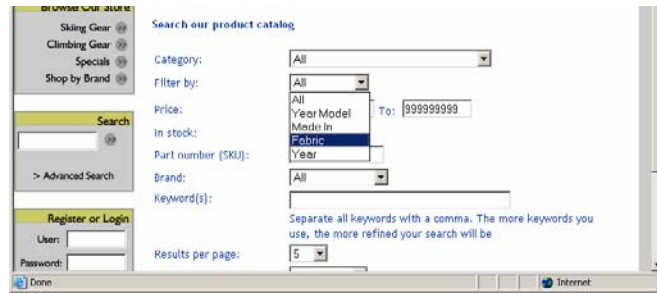 Browse Our Store
Skiing Gear
Climbing Gear
Specials
Shop by Brand
Search
> Advanced Search
Register or Login
User:
Password:
Search our product catalog
Category: All
Filter by: All
All
Year Model
Made In
Fabric
Year
Price: To: 999999999
In stock:
Part number (SKU):
Brand: All
Keyword(s):
Separate all keywords with a comma. The more keywords you
use, the more refined your search will be
Results per page: 5
Done
Internet